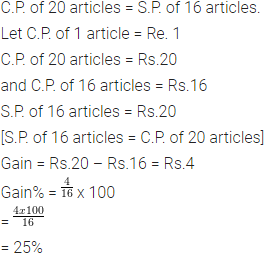 C.P. of 20 articles = S.P. of 16 articles.
Let C.P. of 1 article = Re. 1
C.P. of 20 articles = Rs.20
and C.P. of 16 articles = Rs.16
S.P. of 16 articles = Rs.20
[S.P. of 16 articles = C.P. of 20 articles]
Gain = Rs.20 – Rs.16 = Rs.4
Gain% = 4/16 x 100
= 4x100/16
= 25%